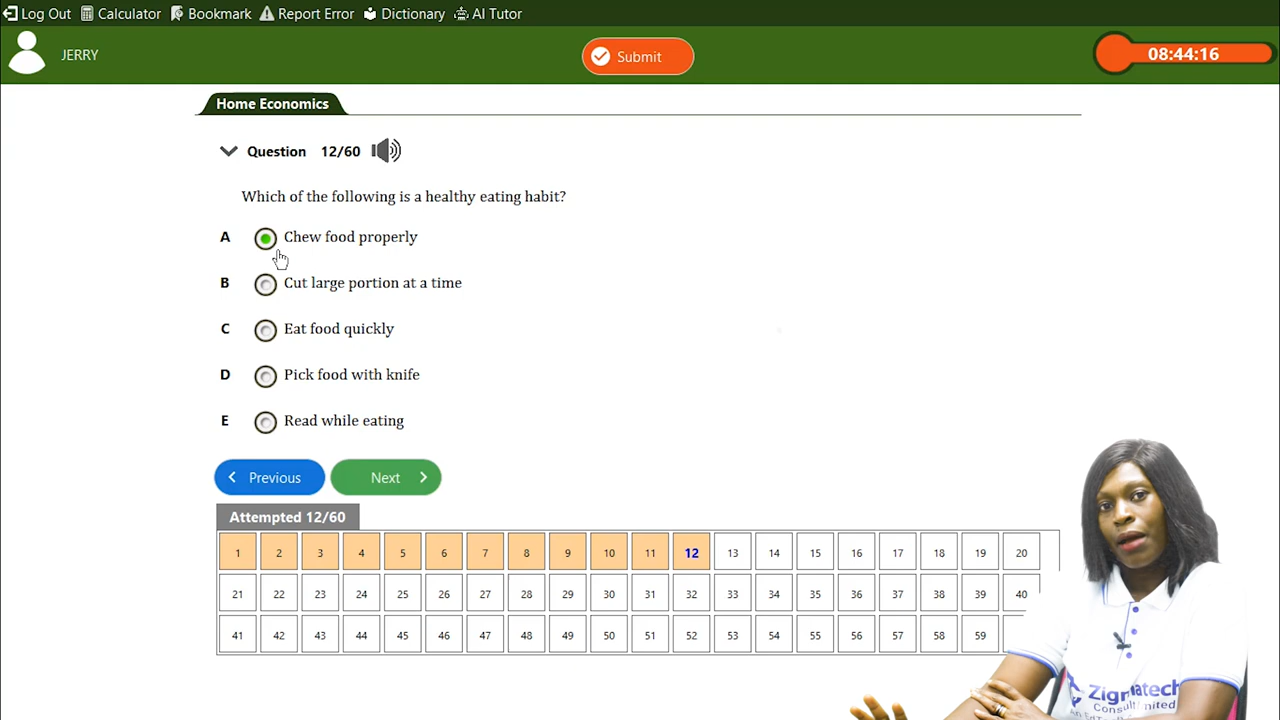 Log Out Calculator Bookmark Report Error Dictionary AI Tutor
JERRY Submit 08:44:16
Home Economics
Question 12/60
Which of the following is a healthy eating habit?
A Chew food properly
B Cut large portion at a time
C Eat food quickly
D Pick food with knife
E Read while eating
Previous Next
Attempted 12/60
1 2 3 4 5 6 7 8 9 10 11 12 13 14 15 16 17 18 19 20
21 22 23 24 25 26 27 28 29 30 31 32 33 34 35 36 37 38 39 40
41 42 43 44 45 46 47 48 49 50 51 52 53 54 55 56 57 58 59